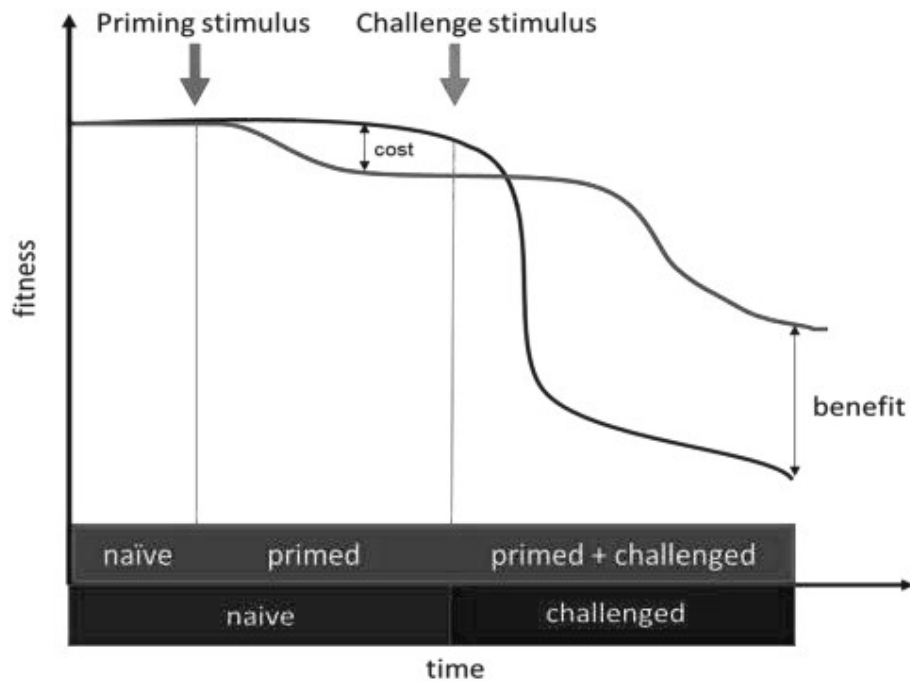 Priming stimulus Challenge stimulus
cost
fitness
benefit
naïve primed primed + challenged
naive challenged
time